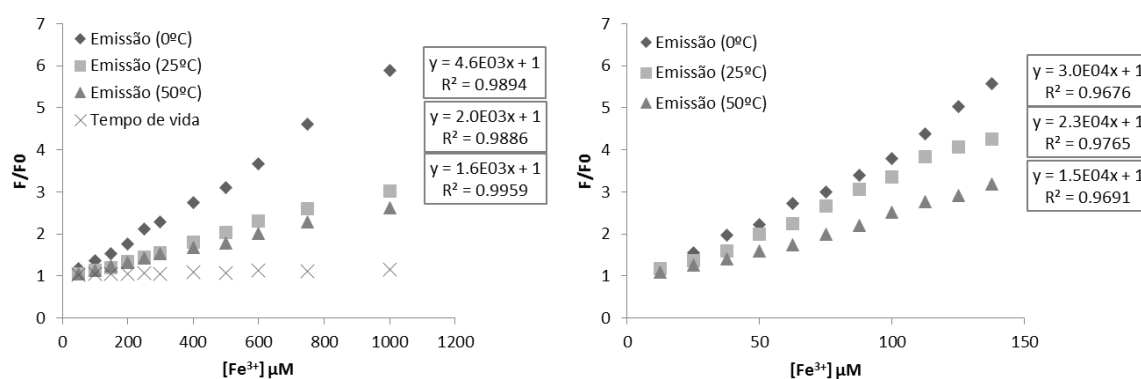 7
6
5
4
3
2
1
0
F/F0
Emissão (0ºC)
Emissão (25ºC)
Emissão (50ºC)
Tempo de vida
y = 4.6E03x + 1
R² = 0.9894
y = 2.0E03x + 1
R² = 0.9886
y = 1.6E03x + 1
R² = 0.9959
0 200 400 600 800 1000 1200
[Fe³⁺] µM
7
6
5
4
3
2
1
0
F/F0
Emissão (0ºC)
Emissão (25ºC)
Emissão (50ºC)
y = 3.0E04x + 1
R² = 0.9676
y = 2.3E04x + 1
R² = 0.9765
y = 1.5E04x + 1
R² = 0.9691
0 50 100 150
[Fe³⁺] µM